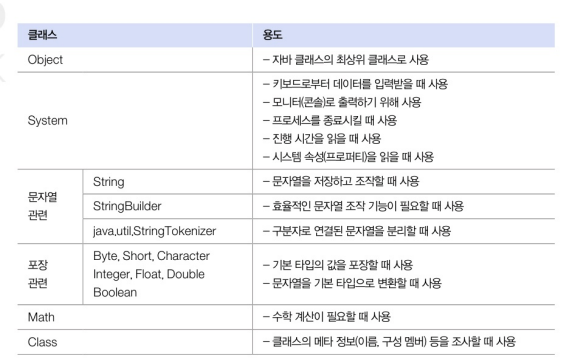 클래스 용도
Object – 자바 클래스의 최상위 클래스로 사용
System – 키보드로부터 데이터를 입력받을 때 사용
– 모니터(콘솔)로 출력하기 위해 사용
– 프로세스를 종료시킬 때 사용
– 진행 시간을 읽을 때 사용
– 시스템 속성(프로퍼티)을 읽을 때 사용
문자열
관련
String – 문자열을 저장하고 조작할 때 사용
StringBuilder – 효율적인 문자열 조작 기능이 필요할 때 사용
java,util,StringTokenizer – 구분자로 연결된 문자열을 분리할 때 사용
포장
관련
Byte, Short, Character
Integer, Float, Double
Boolean
– 기본 타입의 값을 포장할 때 사용
– 문자열을 기본 타입으로 변환할 때 사용
Math – 수학 계산이 필요할 때 사용
Class – 클래스의 메타 정보(이름, 구성 멤버) 등을 조사할 때 사용